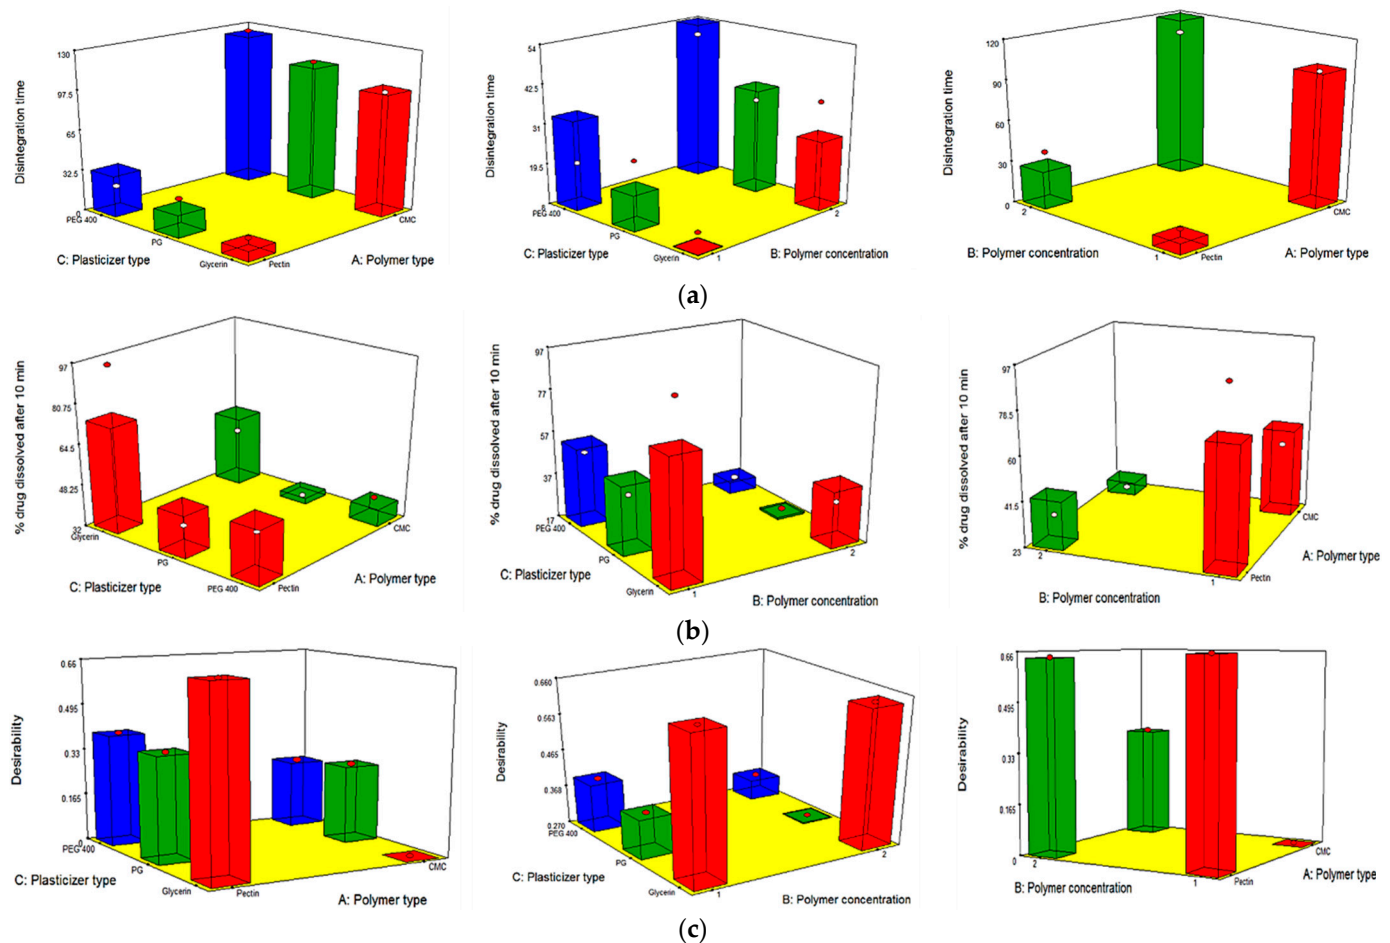 Disintegration time
130
97.5
65
32.5
0
PEG 400
PG
Glycerin
Pectin
CMC
C: Plasticizer type
A: Polymer type
Disintegration time
54
42.5
31
19.5
8
PEG 400
PG
Glycerin
1
2
C: Plasticizer type
B: Polymer concentration
Disintegration time
120
90
60
30
0
2
1
Pectin
CMC
B: Polymer concentration
A: Polymer type
(a)
% drug dissolved after 10 min
97
80.75
64.5
48.25
32
Glycerin
PG
PEG 400
Pectin
CMC
C: Plasticizer type
A: Polymer type
% drug dissolved after 10 min
97
77
57
37
17
PEG 400
PG
Glycerin
1
2
C: Plasticizer type
B: Polymer concentration
% drug dissolved after 10 min
97
78.5
60
41.5
23
2
1
Pectin
CMC
B: Polymer concentration
A: Polymer type
(b)
Desirability
0.66
0.495
0.33
0.165
0
PEG 400
PG
Glycerin
Pectin
CMC
C: Plasticizer type
A: Polymer type
Desirability
0.660
0.563
0.465
0.368
0.270
PEG 400
PG
Glycerin
1
2
C: Plasticizer type
B: Polymer concentration
Desirability
0.66
0.495
0.33
0.165
0
2
1
Pectin
CMC
B: Polymer concentration
A: Polymer type
(c)